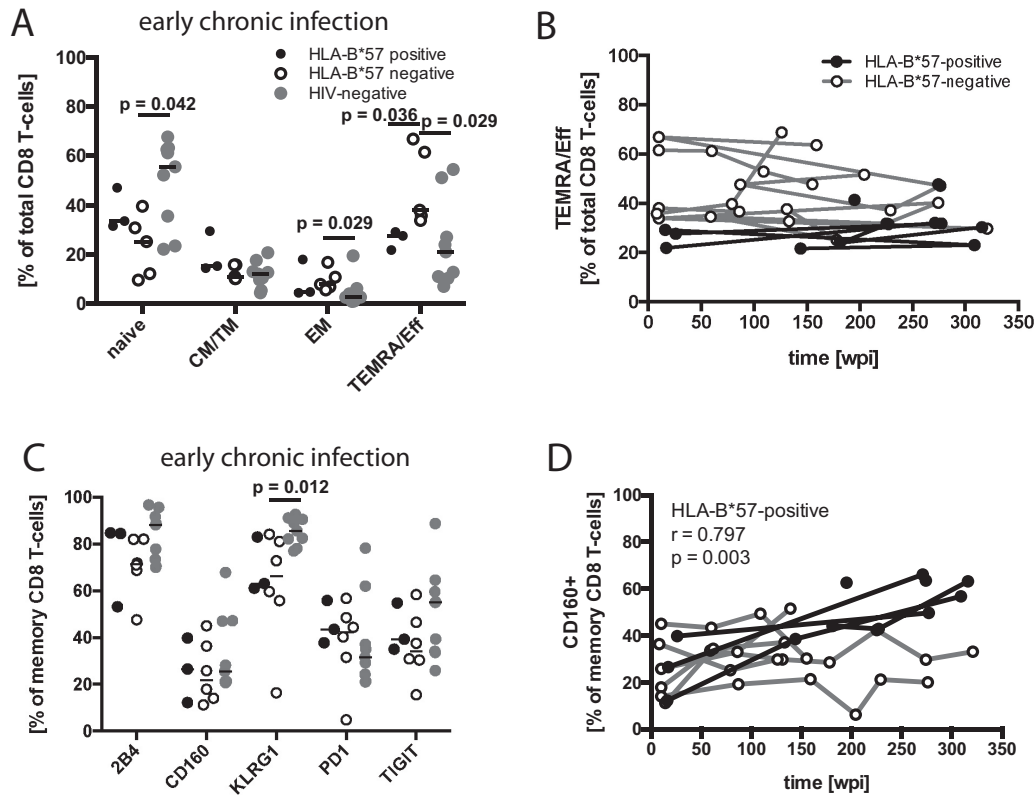 A
early chronic infection
HLA-B*57 positive
HLA-B*57 negative
HIV-negative
p = 0.042
p = 0.036
p = 0.029
p = 0.029
[% of total CD8 T-cells]
100
80
60
40
20
0
naive
CM/TM
EM
TEMRA/Eff
B
HLA-B*57-positive
HLA-B*57-negative
TEMRA/Eff
[% of total CD8 T-cells]
100
80
60
40
20
0
0 50 100 150 200 250 300 350
time [wpi]
C
early chronic infection
p = 0.012
[% of memory CD8 T-cells]
100
80
60
40
20
0
2B4
CD160
KLRG1
PD1
TIGIT
D
HLA-B*57-positive
r = 0.797
p = 0.003
CD160+
[% of memory CD8 T-cells]
100
80
60
40
20
0
0 50 100 150 200 250 300 350
time [wpi]